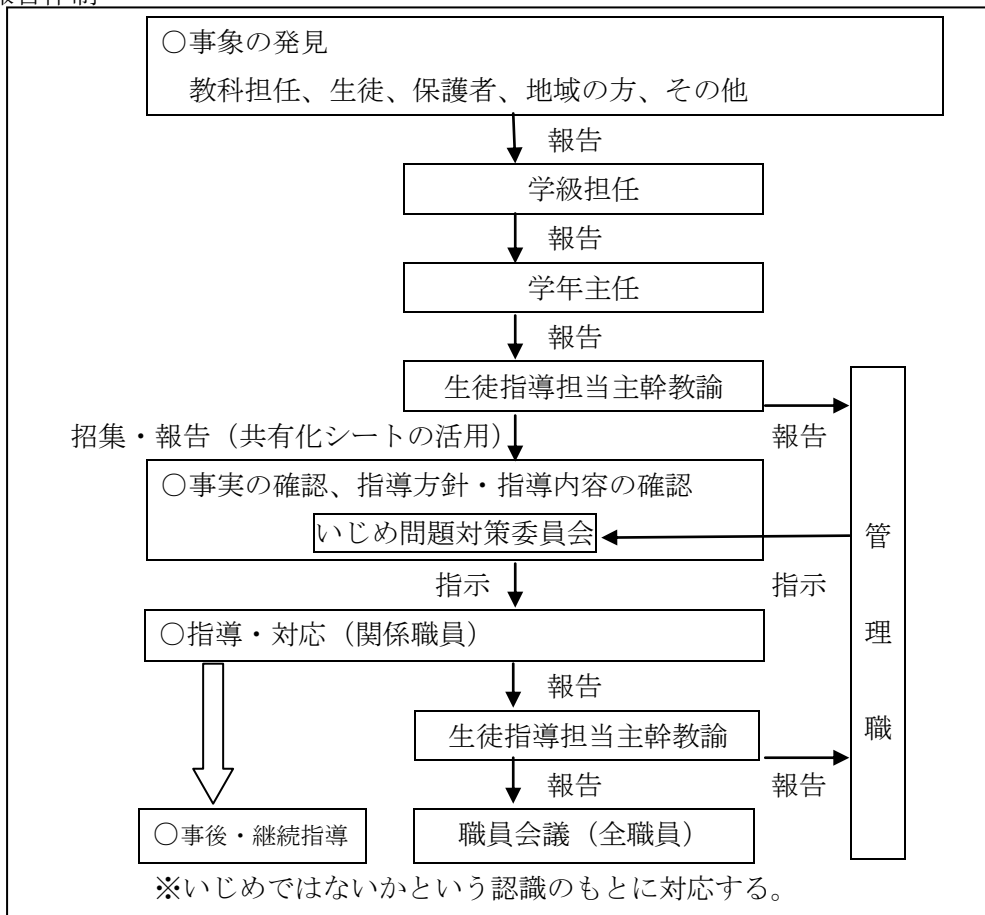 ○事象の発見
教科担任、生徒、保護者、地域の方、その他
報告
学級担任
報告
学年主任
報告
生徒指導担当主幹教諭
招集・報告（共有化シートの活用）
報告
○事実の確認、指導方針・指導内容の確認
いじめ問題対策委員会
指示
指示
管理職
○指導・対応（関係職員）
報告
生徒指導担当主幹教諭
報告
報告
○事後・継続指導
職員会議（全職員）
※いじめではないかという認識のもとに対応する。